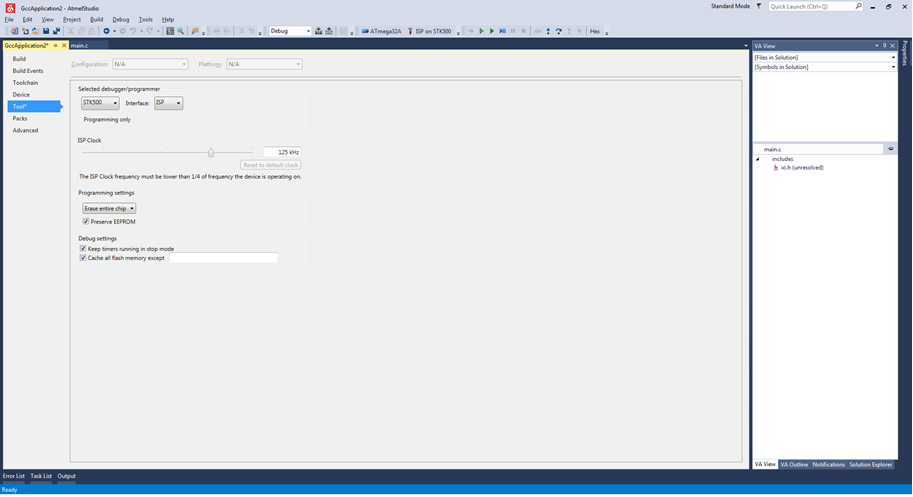 GccApplication2 - AtmelStudio
Standard Mode
Quick Launch (Ctrl+Q)
File Edit View Project Build Debug Tools Help
Debug
ATmega32A
ISP on STK500
Hex
GccApplication2*
main.c
Build
Build Events
Toolchain
Device
Tool*
Packs
Advanced
Configuration: N/A Platform: N/A
Selected debugger/programmer
STK500 Interface: ISP
Programming only
ISP Clock
125 kHz
Reset to default clock
The ISP Clock frequency must be lower than 1/4 of frequency the device is operating on.
Programming settings
Erase entire chip
Preserve EEPROM
Debug settings
Keep timers running in stop mode
Cache all flash memory except
VA View
[Files in Solution]
[Symbols in Solution]
main.c
includes
h io.h (unresolved)
VA View VA Outline Notifications Solution Explorer
Properties
Error List Task List Output
Ready